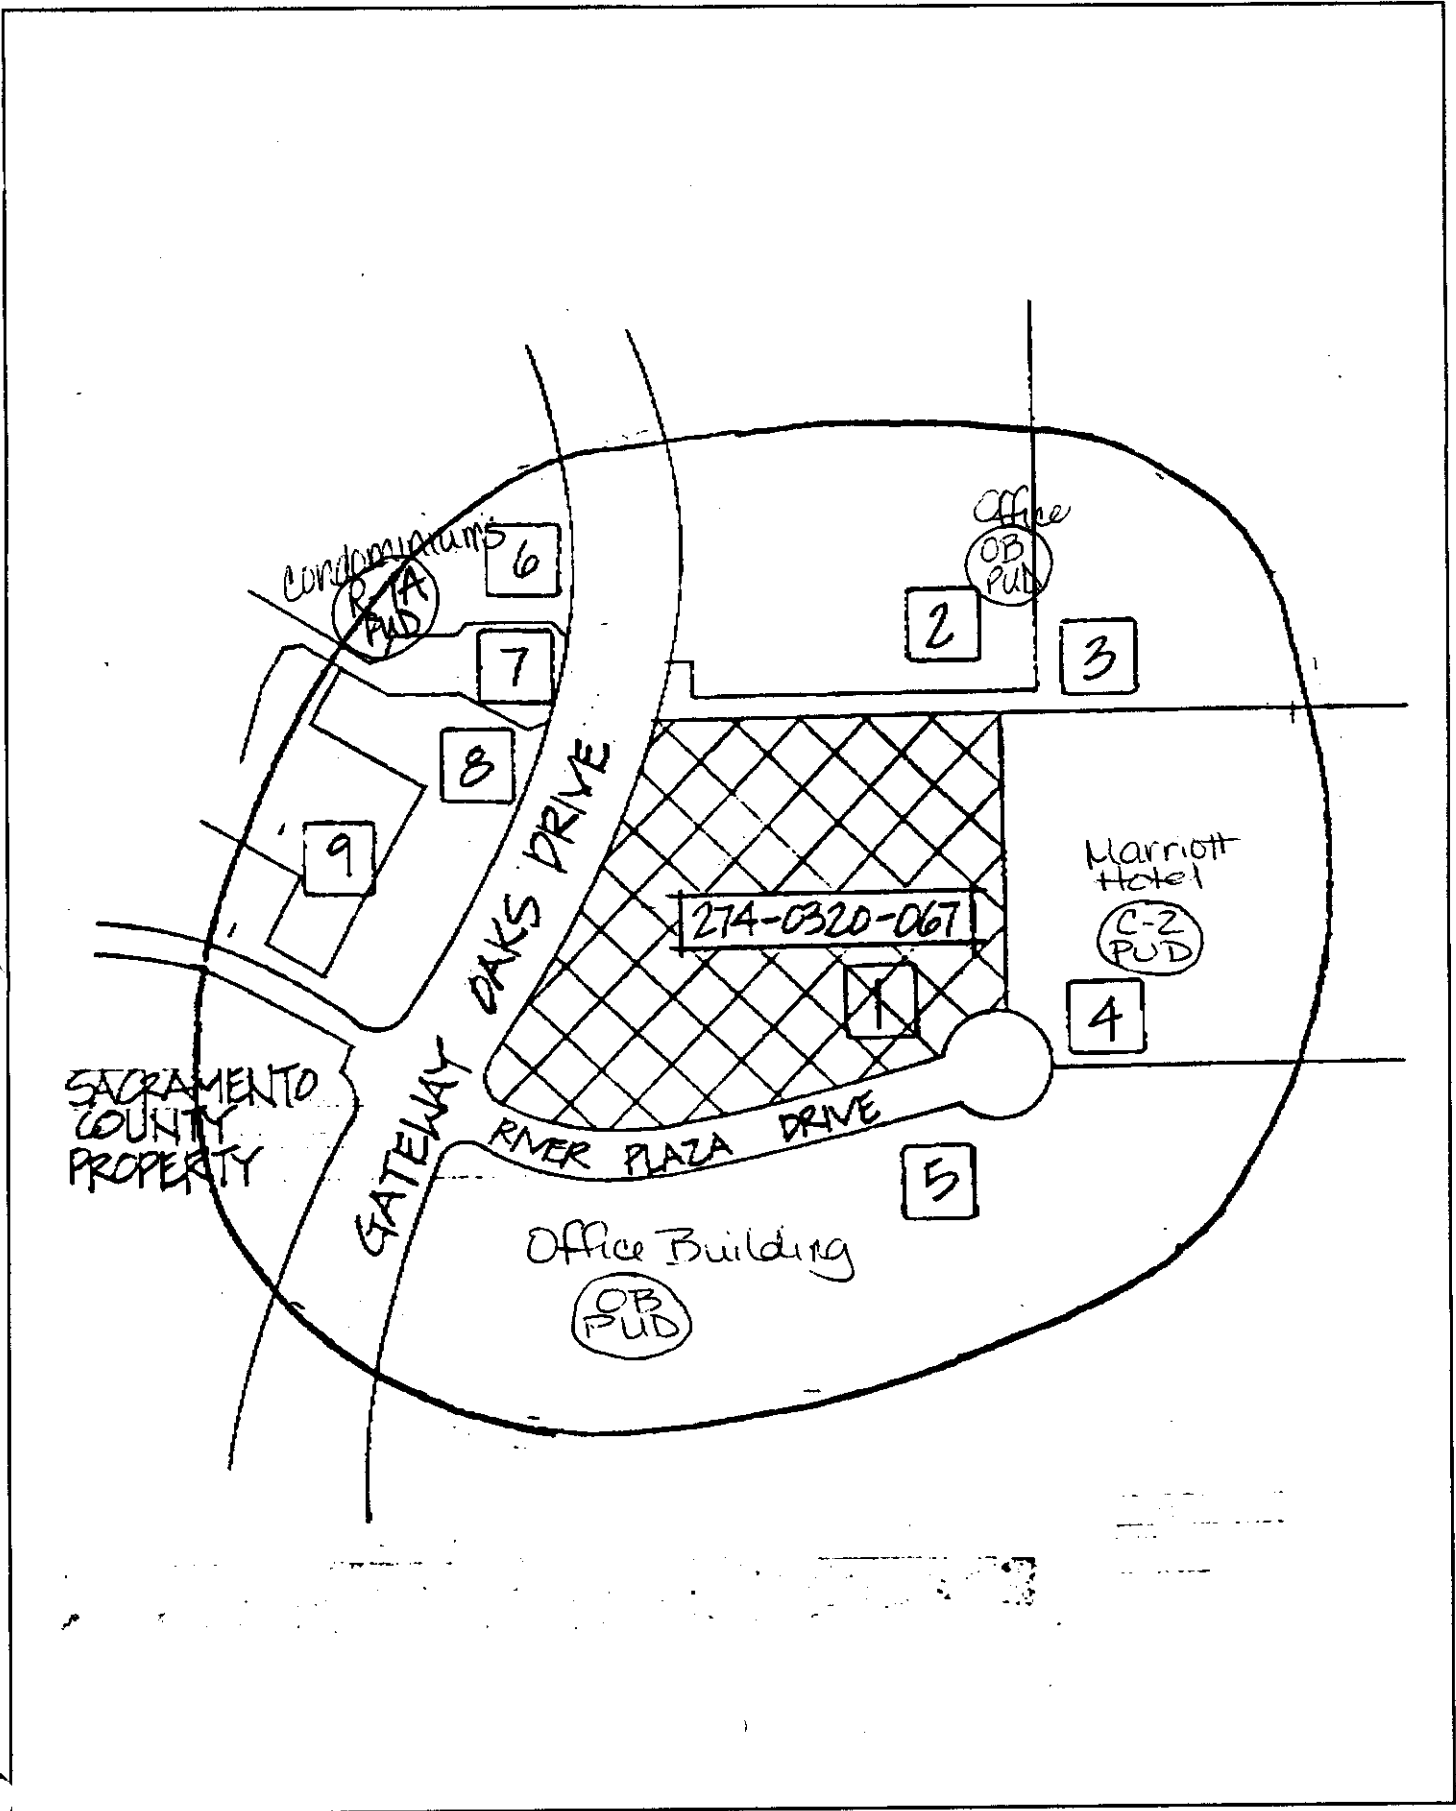 Office
OB
PUD
Condominiums
R-1A
PUD
6
2
3
7
8
9
GATEWAY OAKS DRIVE
274-0320-067
1
Marriott
Hotel
C-2
PUD
4
SACRAMENTO
COUNTY
PROPERTY
RIVER PLAZA DRIVE
5
Office Building
OB
PUD